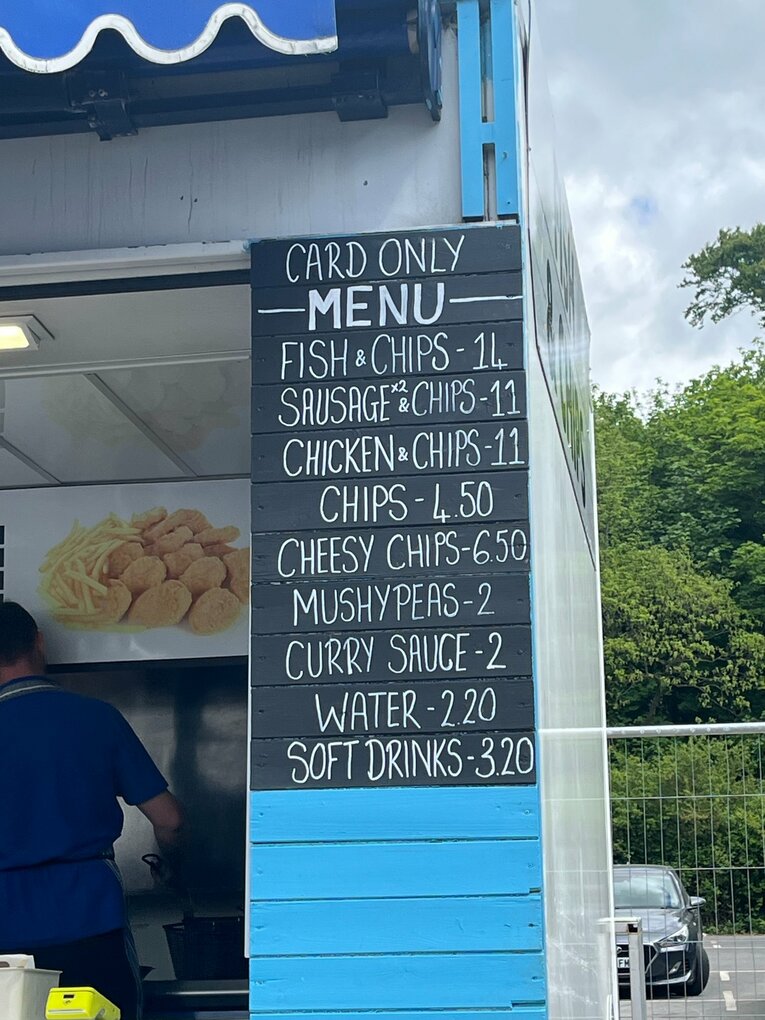 CARD ONLY
MENU
FISH & CHIPS - 14
SAUSAGE x2 & CHIPS - 11
CHICKEN & CHIPS - 11
CHIPS - 4.50
CHEESY CHIPS - 6.50
MUSHY PEAS - 2
CURRY SAUCE - 2
WATER - 2.20
SOFT DRINKS - 3.20